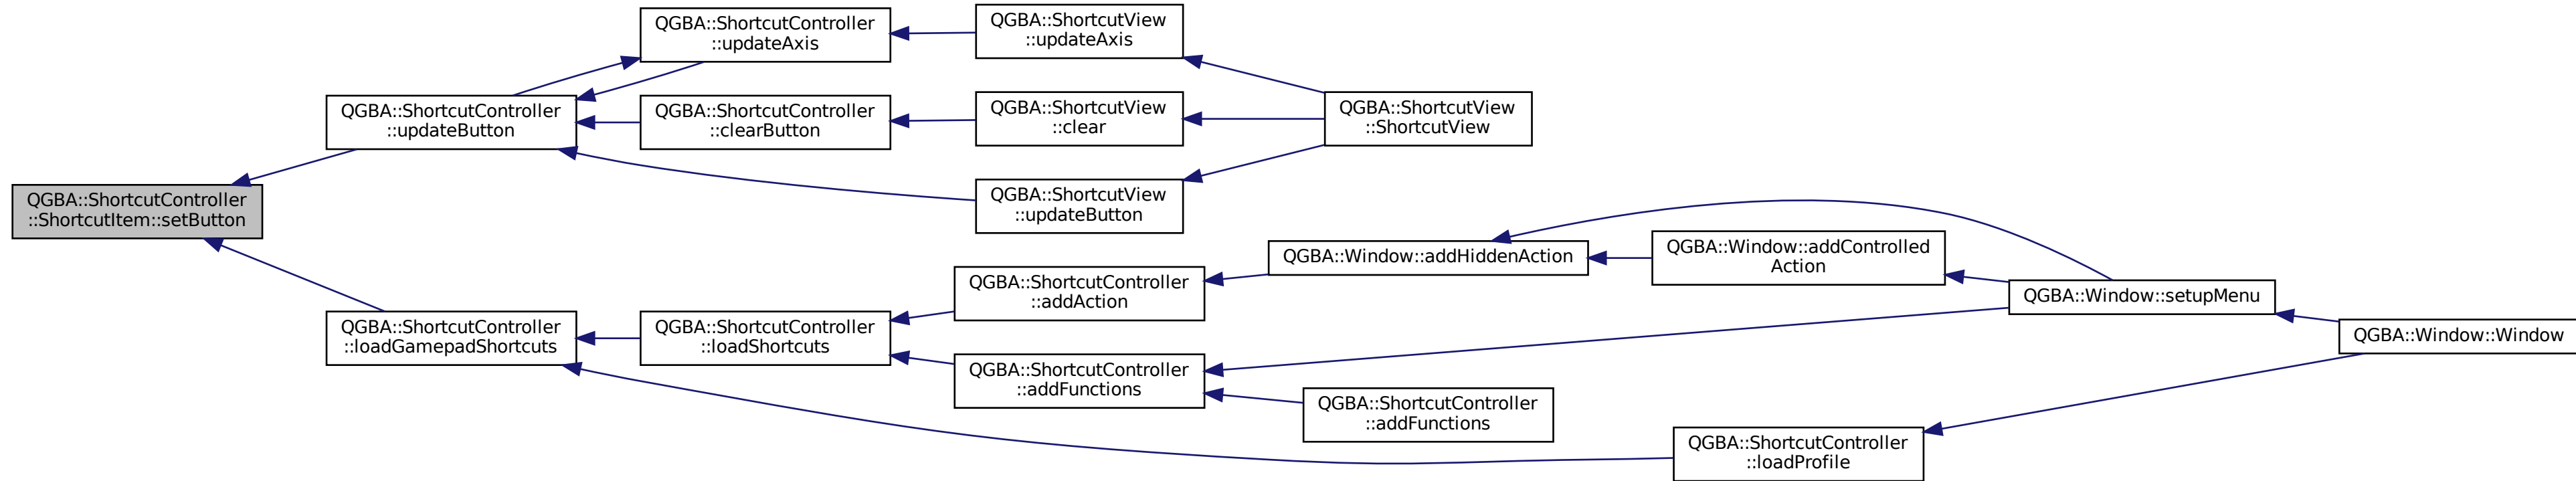 QGBA::ShortcutController
::ShortcutItem::setButton
QGBA::ShortcutController
::updateButton
QGBA::ShortcutController
::updateAxis
QGBA::ShortcutView
::updateAxis
QGBA::ShortcutController
::clearButton
QGBA::ShortcutView
::clear
QGBA::ShortcutView
::ShortcutView
QGBA::ShortcutView
::updateButton
QGBA::ShortcutController
::loadGamepadShortcuts
QGBA::ShortcutController
::loadShortcuts
QGBA::ShortcutController
::addAction
QGBA::Window::addHiddenAction
QGBA::Window::addControlled
Action
QGBA::Window::setupMenu
QGBA::Window::Window
QGBA::ShortcutController
::addFunctions
QGBA::ShortcutController
::addFunctions
QGBA::ShortcutController
::loadProfile